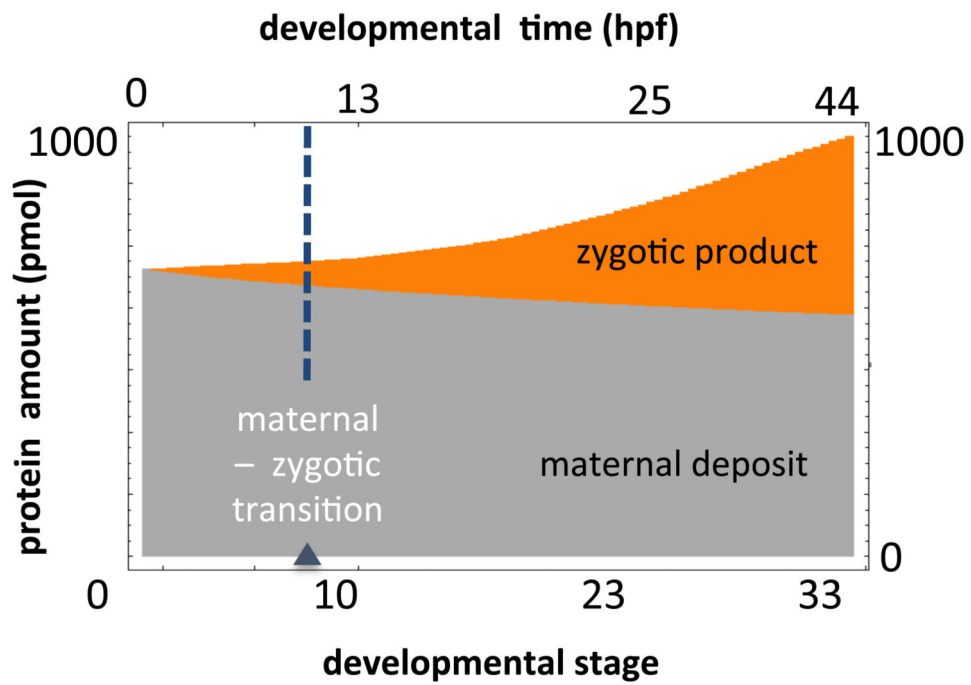 developmental time (hpf)
0 13 25 44
1000 1000
protein amount (pmol)
zygotic product
maternal
– zygotic
transition
maternal deposit
0
0 10 23 33
developmental stage